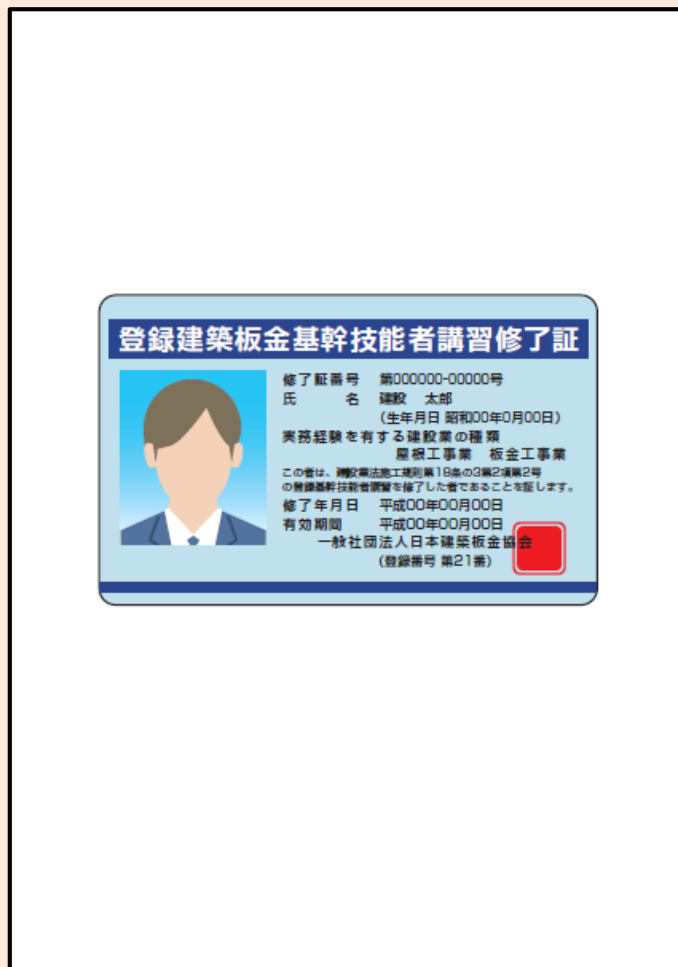 登録建築板金基幹技能者講習修了証
修了証番号 第000000-00000号
氏 名 建設 太郎
(生年月日 昭和00年0月00日)
実務経験を有する建設業の種類
屋根工事業 板金工事業
この者は、建設業法施工規則第18条の3第2項第2号
の登録基幹技能者講習を修了した者であることを証します。
修了年月日 平成00年00月00日
有効期間 平成00年00月00日
一般社団法人日本建築板金協会
(登録番号 第21番)